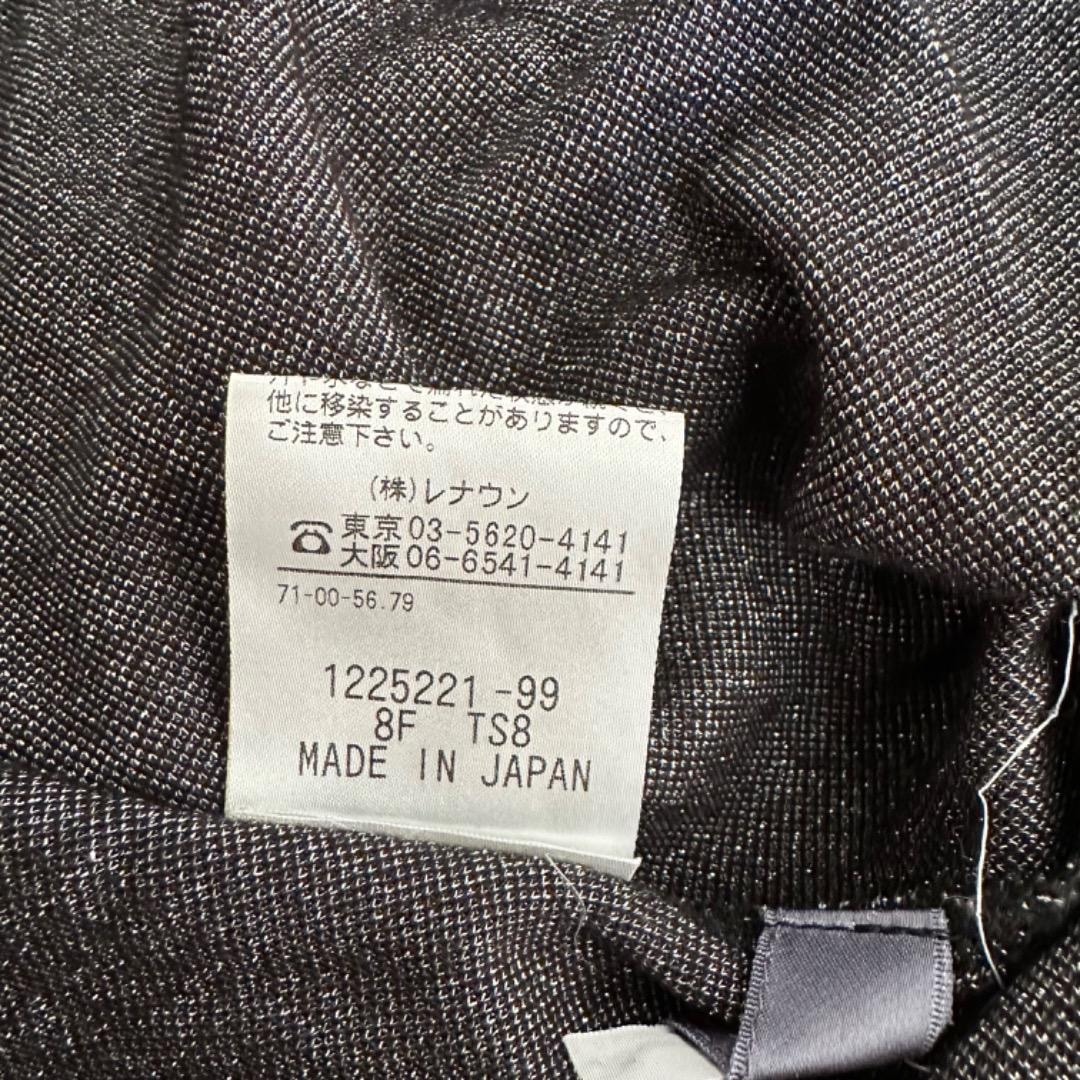 他に移染することがありますので、
ご注意下さい。
(株)レナウン
☎東京03-5620-4141
大阪06-6541-4141
71-00-56.79
1225221-99
8F TS8
MADE IN JAPAN